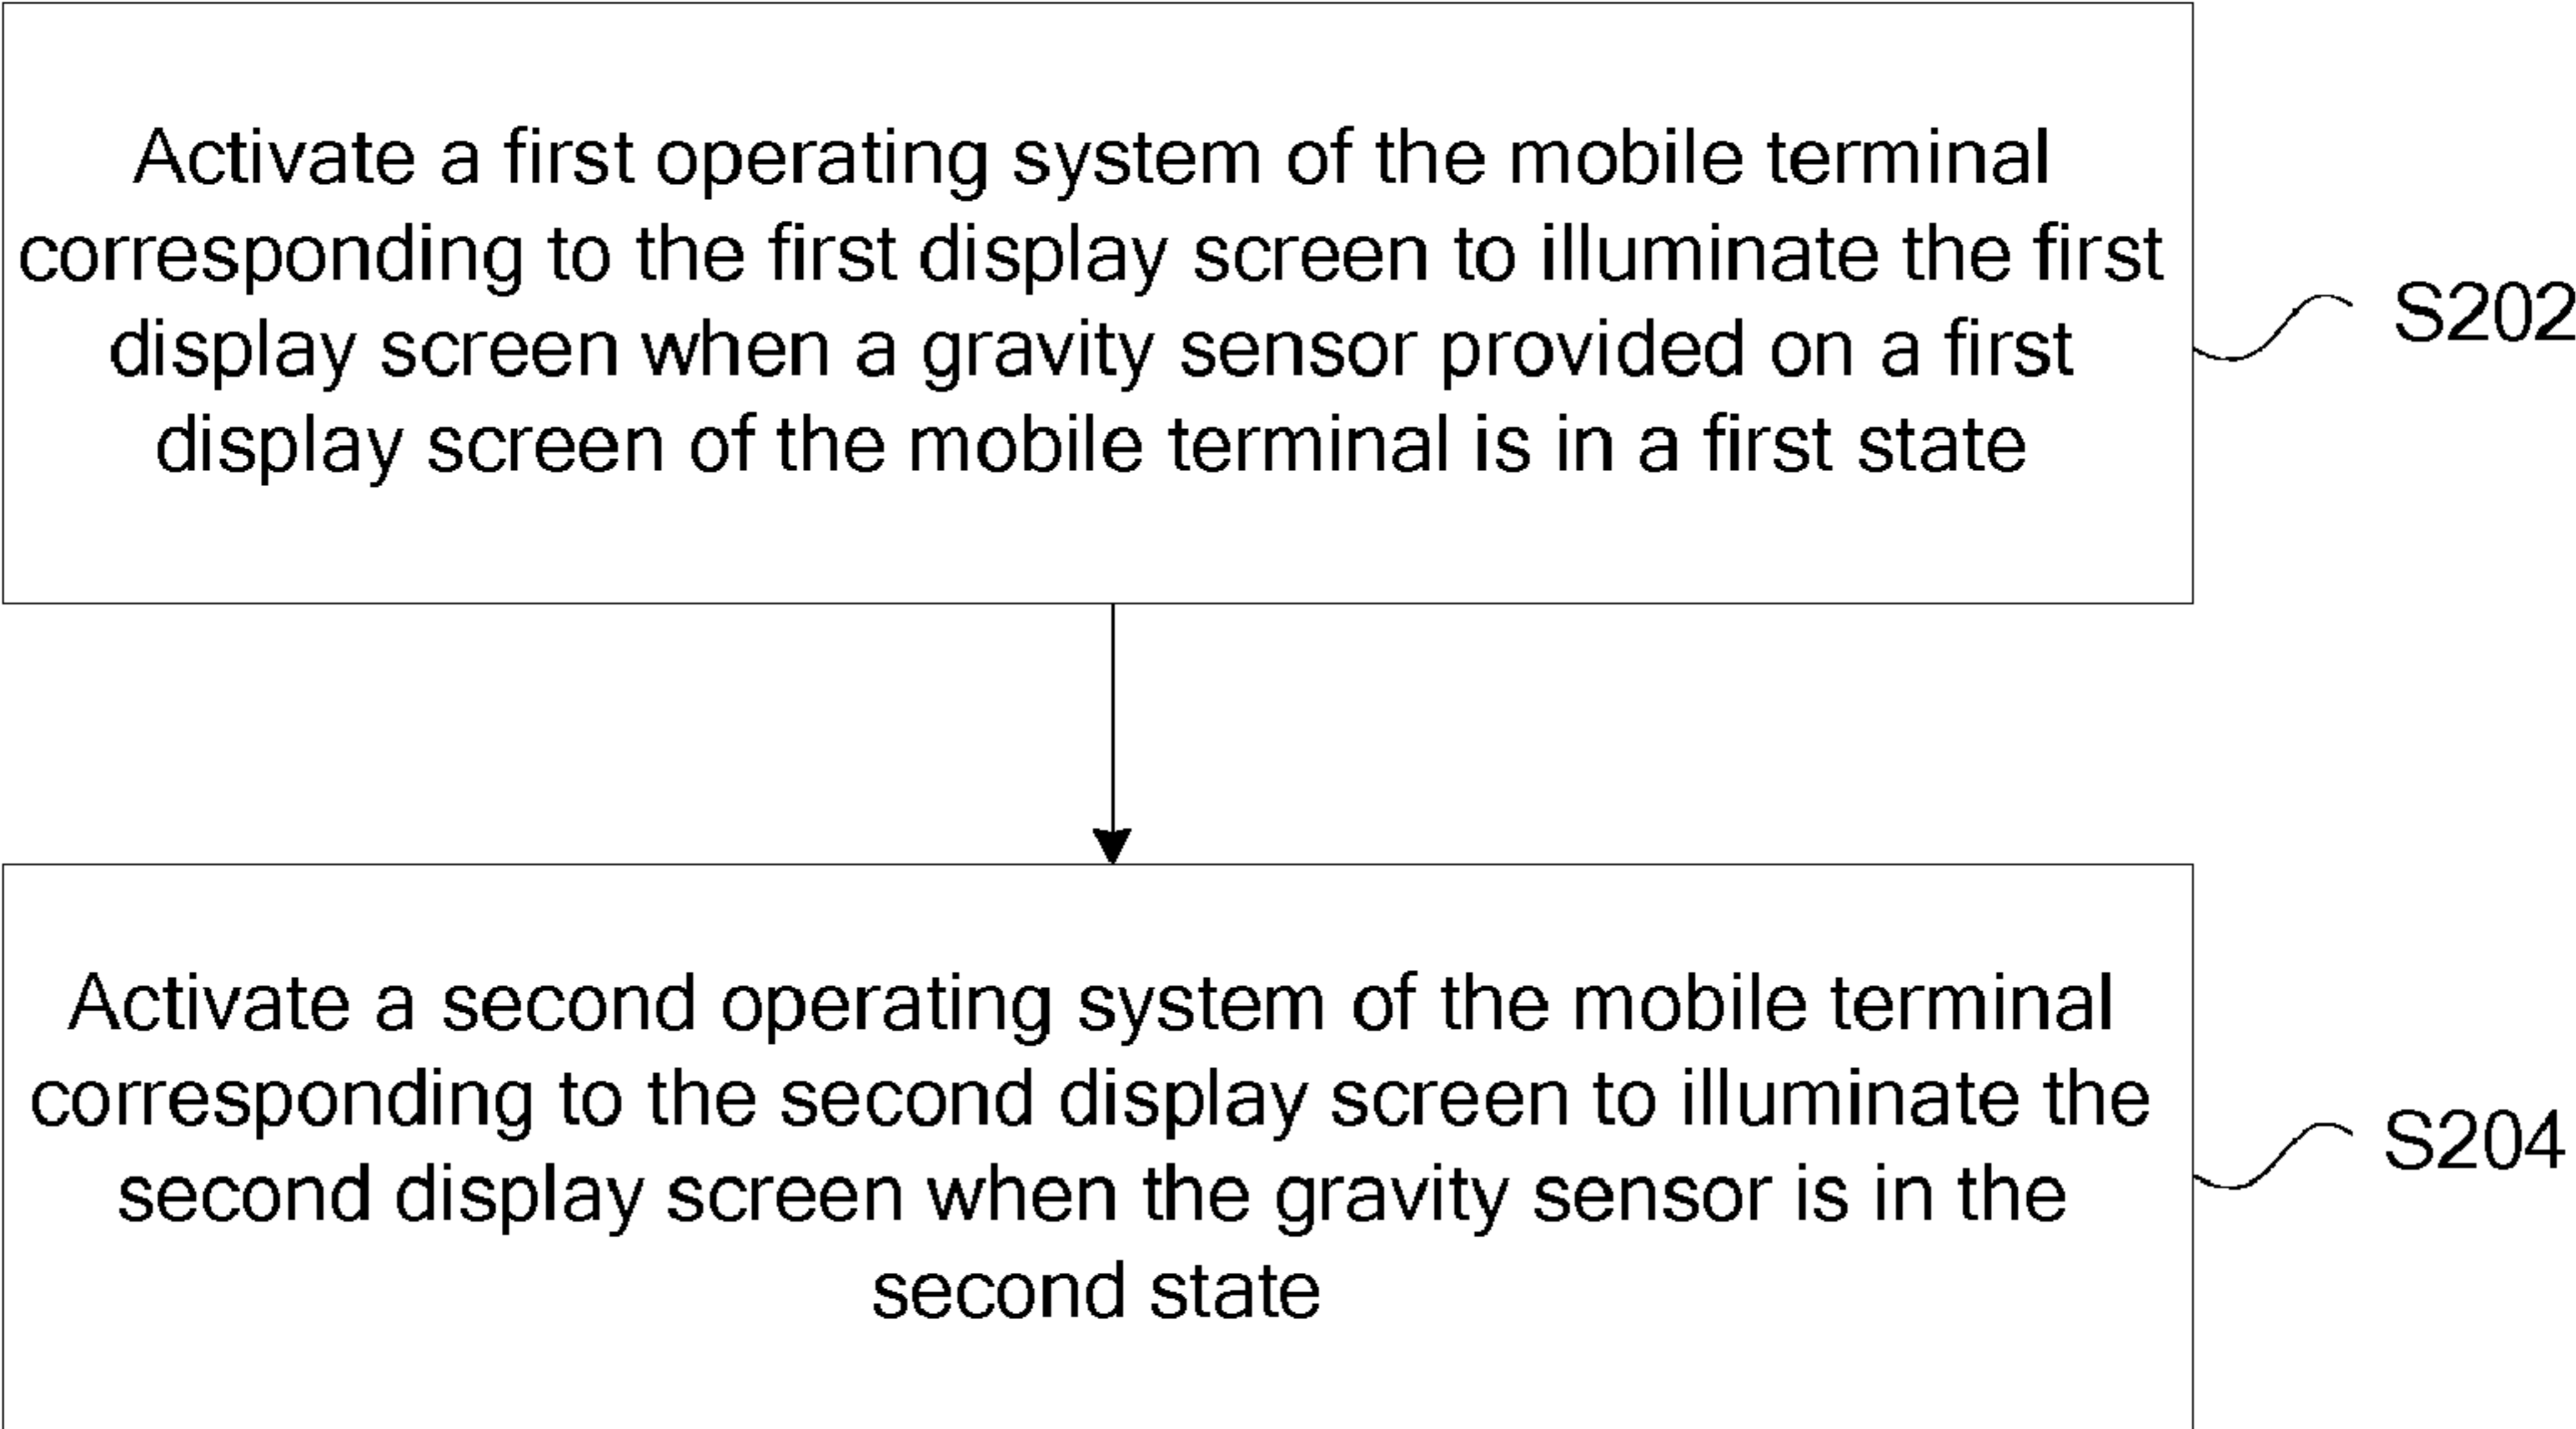 Activate a first operating system of the mobile terminal
corresponding to the first display screen to illuminate the first
display screen when a gravity sensor provided on a first
display screen of the mobile terminal is in a first state
S202
Activate a second operating system of the mobile terminal
corresponding to the second display screen to illuminate the
second display screen when the gravity sensor is in the
second state
S204